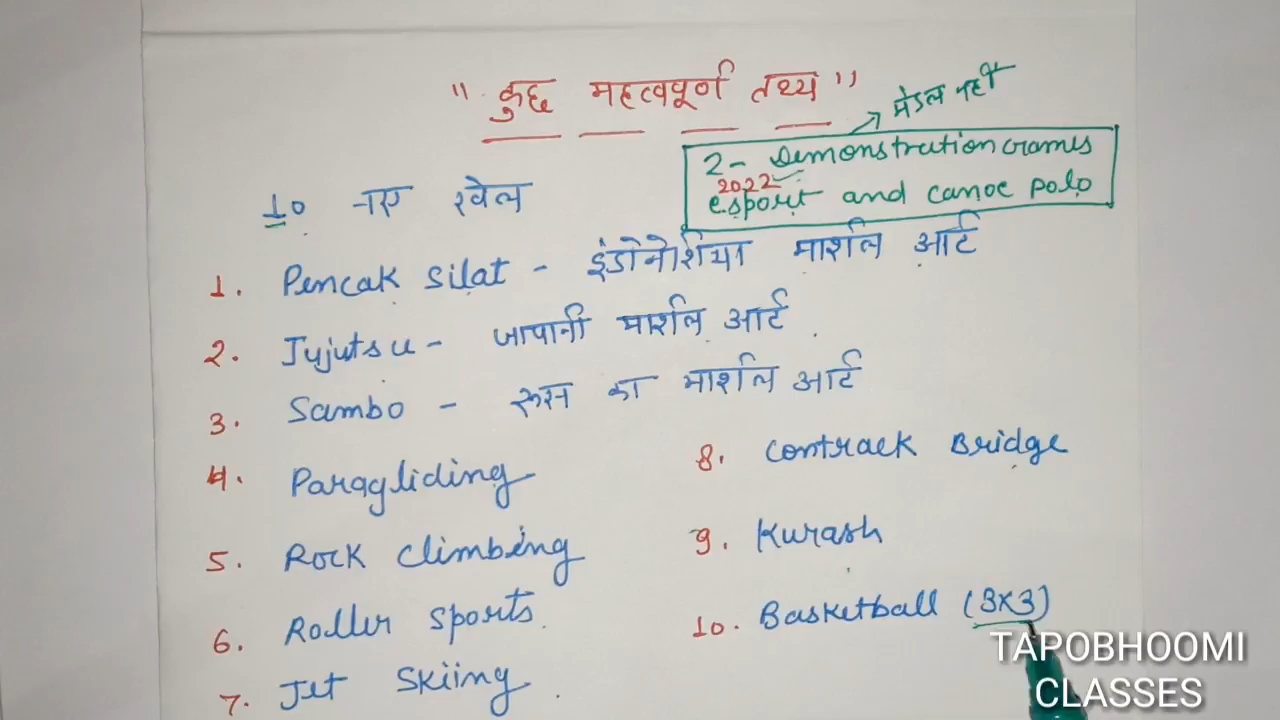 " कुछ महत्वपूर्ण तथ्य "
मेडल नहीं
2- Demonstration Games
2022
esport and canoe polo
10 नए खेल
1. Pencak Silat - इंडोनेशिया मार्शल आर्ट
2. Jujutsu - जापानी मार्शल आर्ट
3. Sambo - रूस का मार्शल आर्ट
4. Paragliding
5. Rock Climbing
6. Roller Sports
7. Jet Skiing
8. Contrack Bridge
9. Kurash
10. Basketball (3x3)
TAPOBHOOMI
CLASSES